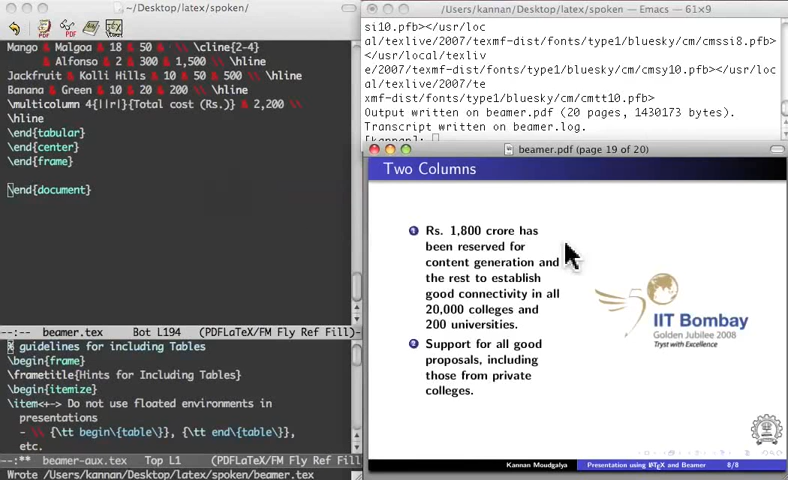 ~/Desktop/latex/spoken/
Mango & Malgoa & 18 & 50 & \\ \cline{2-4}
& Alfonso & 2 & 300 & 1,500 \\ \hline
Jackfruit & Kolli Hills & 10 & 50 & 500 \\ \hline
Banana & Green & 10 & 20 & 200 \\ \hline
\multicolumn 4{||r|}{Total cost (Rs.)} & 2,200 \\
\hline
\end{tabular}
\end{center}
\end{frame}
\end{document}
--:-- beamer.tex Bot L194 (PDFLaTeX/FM Fly Ref Fill)-
% guidelines for including Tables
\begin{frame}
\frametitle{Hints for Including Tables}
\begin{itemize}
\item<+-> Do not use floated environments in
presentations
- \\ {\tt begin\{table\}}, {\tt end\{table\}},
etc.
--:** beamer-aux.tex Top L1 (PDFLaTeX/FM Fly Ref Fill)
Wrote /Users/kannan/Desktop/latex/spoken/beamer.tex
/Users/kannan/Desktop/latex/spoken — Emacs — 61×9
si10.pfb></usr/loc
al/texlive/2007/texmf-dist/fonts/type1/bluesky/cm/cmssi8.pfb>
</usr/local/texliv
e/2007/texmf-dist/fonts/type1/bluesky/cm/cmsy10.pfb></usr/loc
al/texlive/2007/te
xmf-dist/fonts/type1/bluesky/cm/cmtt10.pfb>
Output written on beamer.pdf (20 pages, 1430173 bytes).
Transcript written on beamer.log.
[kannan]:
beamer.pdf (page 19 of 20)
Two Columns
1 Rs. 1,800 crore has
been reserved for
content generation and
the rest to establish
good connectivity in all
20,000 colleges and
200 universities.
2 Support for all good
proposals, including
those from private
colleges.
IIT Bombay
Golden Jubilee 2008
Tryst with Excellence
Kannan Moudgalya Presentation using LATEX and Beamer 8/8